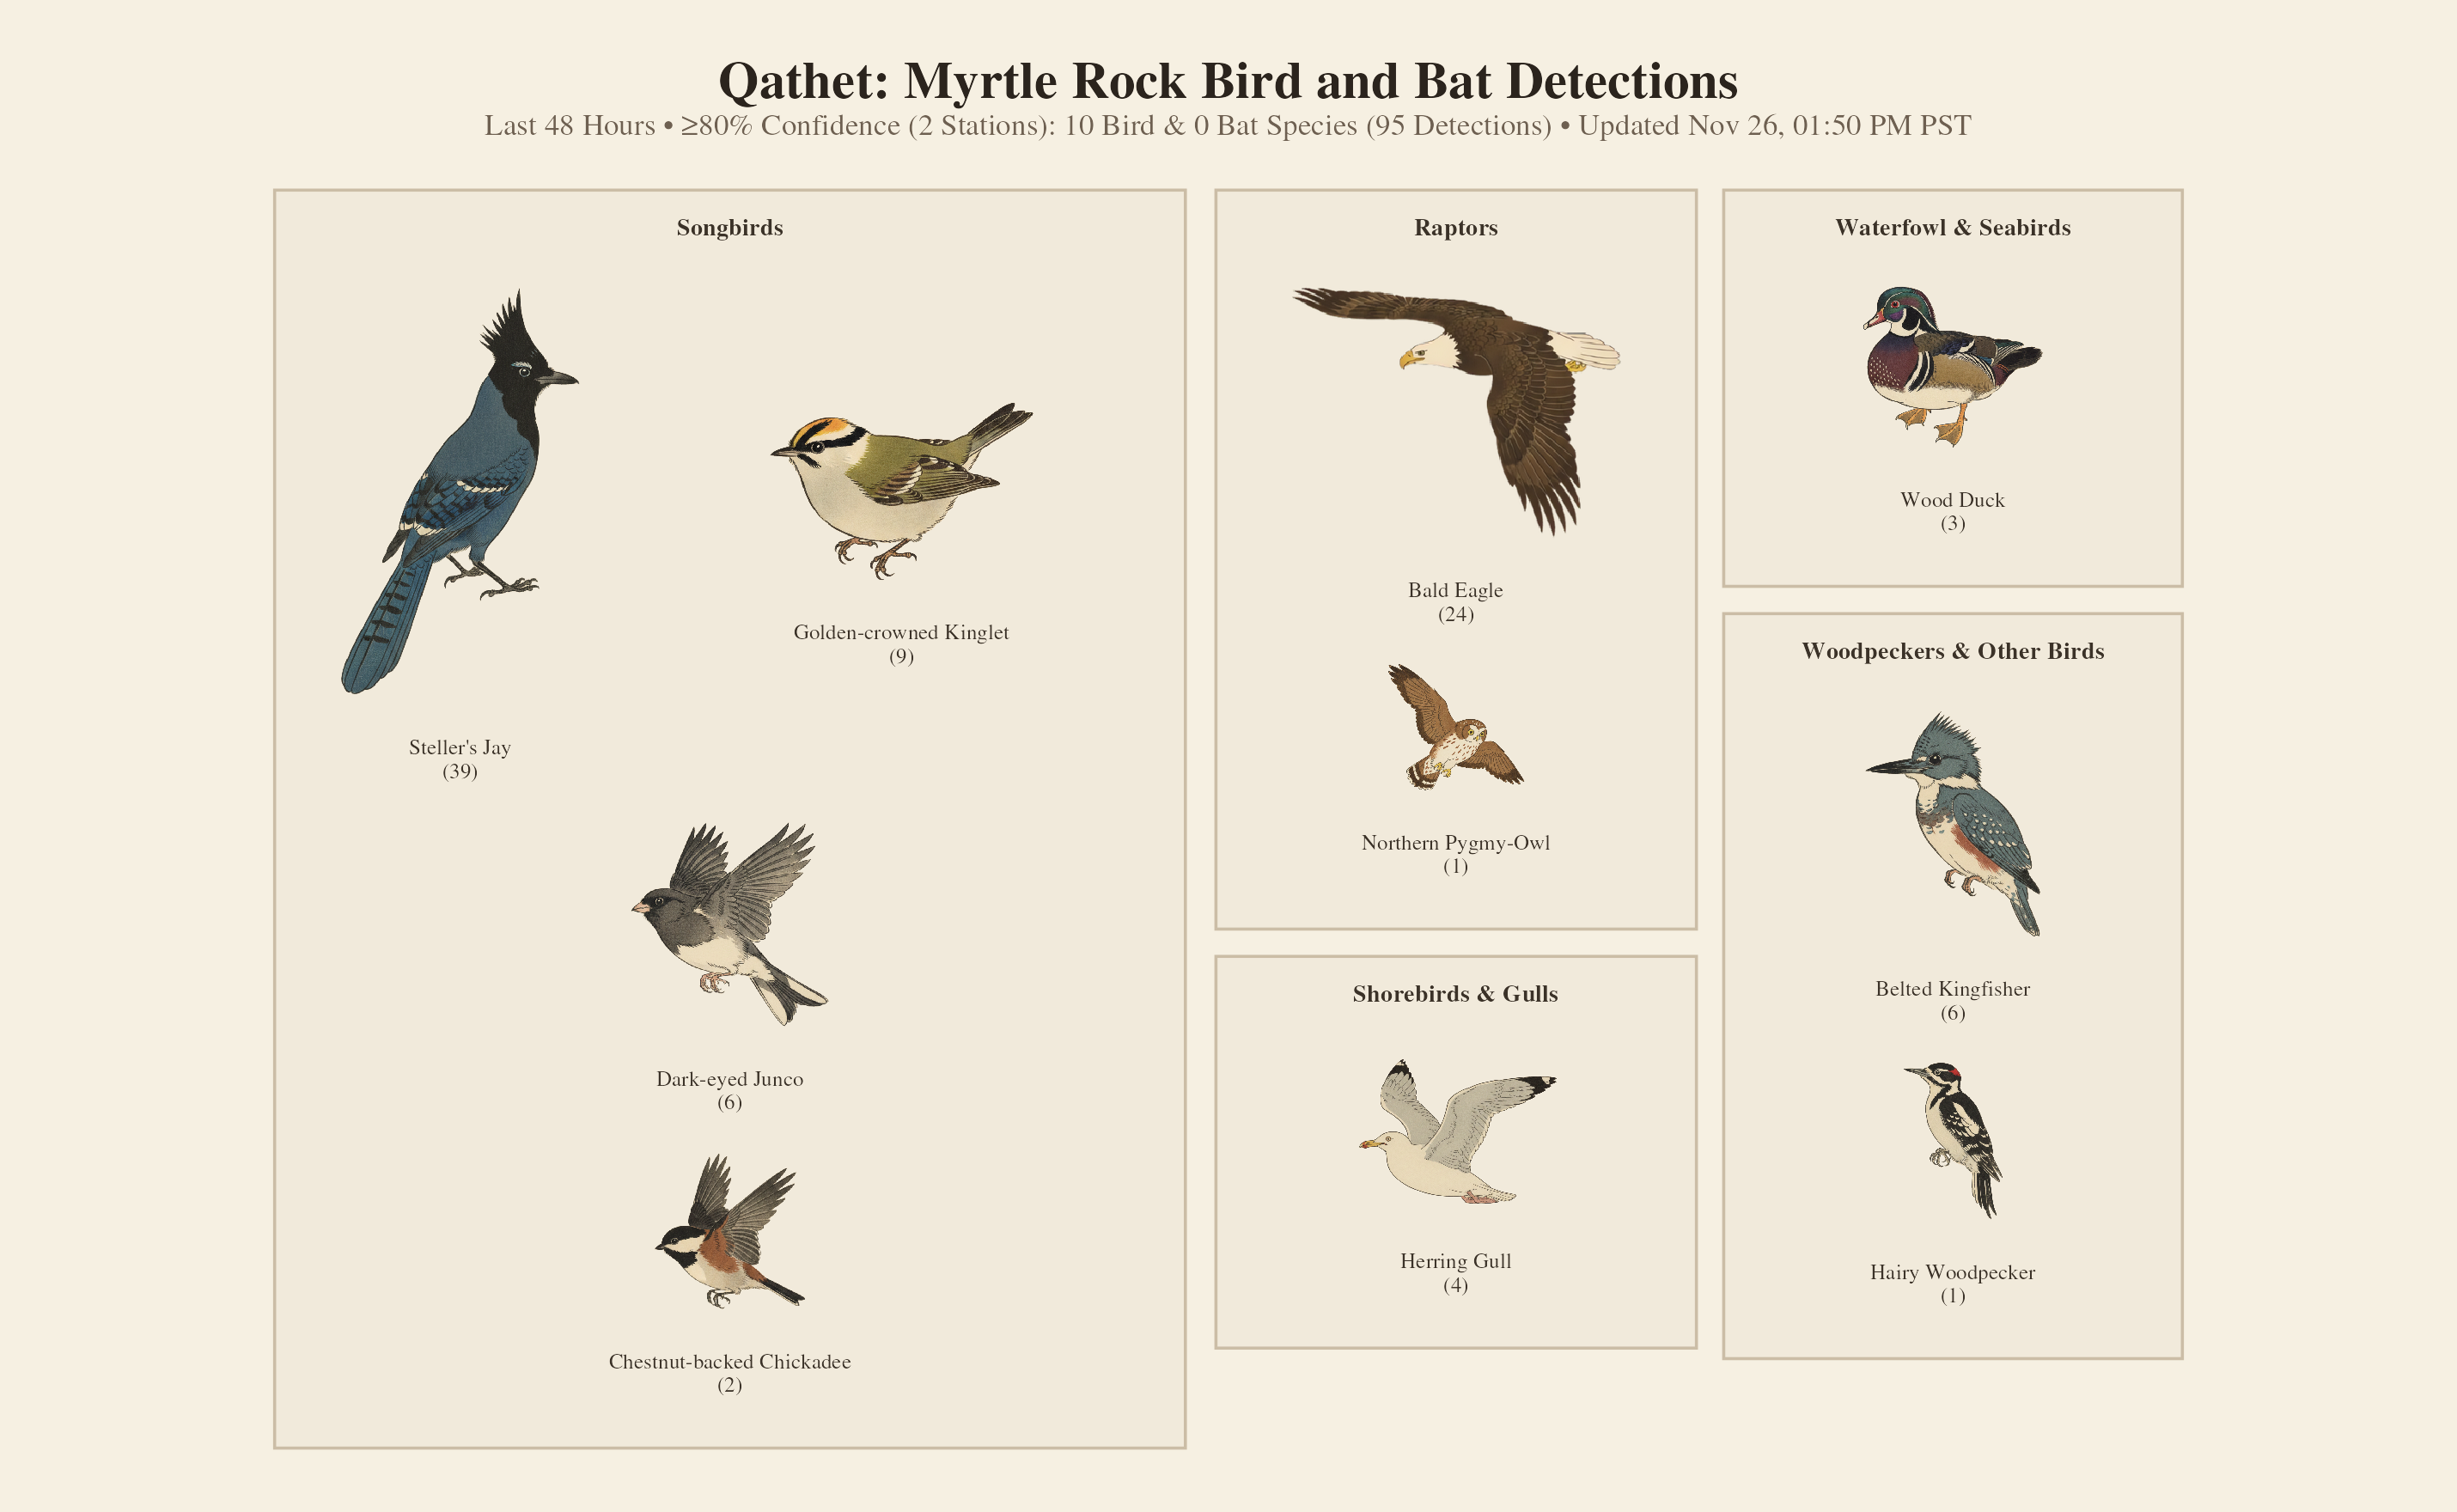 Qathet: Myrtle Rock Bird and Bat Detections
Last 48 Hours • ≥80% Confidence (2 Stations): 10 Bird & 0 Bat Species (95 Detections) • Updated Nov 26, 01:50 PM PST
Songbirds
Steller's Jay
(39)
Golden-crowned Kinglet
(9)
Dark-eyed Junco
(6)
Chestnut-backed Chickadee
(2)
Raptors
Bald Eagle
(24)
Northern Pygmy-Owl
(1)
Shorebirds & Gulls
Herring Gull
(4)
Waterfowl & Seabirds
Wood Duck
(3)
Woodpeckers & Other Birds
Belted Kingfisher
(6)
Hairy Woodpecker
(1)